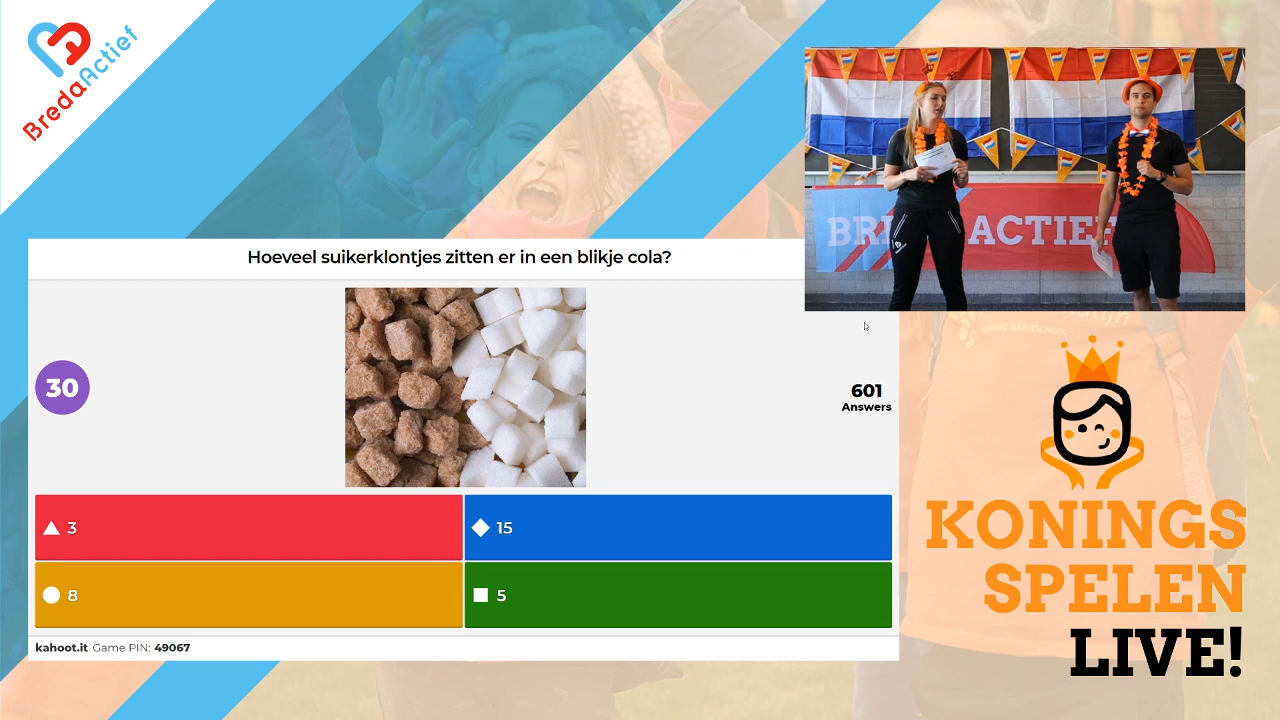 BredaActief
Hoeveel suikerklontjes zitten er in een blikje cola?
30
601
Answers
3
15
8
5
kahoot.it Game PIN: 49067
ACTIEF
KONINGS
SPELEN
LIVE!